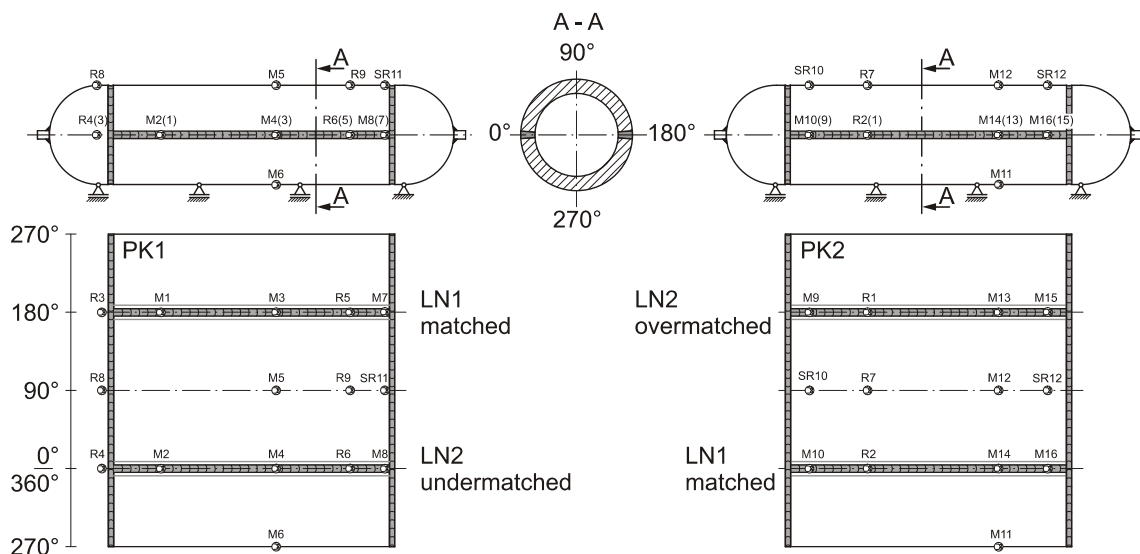 A - A
90°
0°
180°
270°
A
A
R8
M5
R9
SR11
R4(3)
M2(1)
M4(3)
R6(5)
M8(7)
M6
A
A
SR10
R7
M12
SR12
M10(9)
R2(1)
M14(13)
M16(15)
M11
270°
180°
90°
0°
360°
270°
PK1
R3
M1
M3
R5
M7
LN1
matched
R8
M5
R9
SR11
R4
M2
M4
R6
M8
LN2
undermatched
M6
PK2
LN2
overmatched
M9
R1
M13
M15
SR10
R7
M12
SR12
LN1
matched
M10
R2
M14
M16
M11